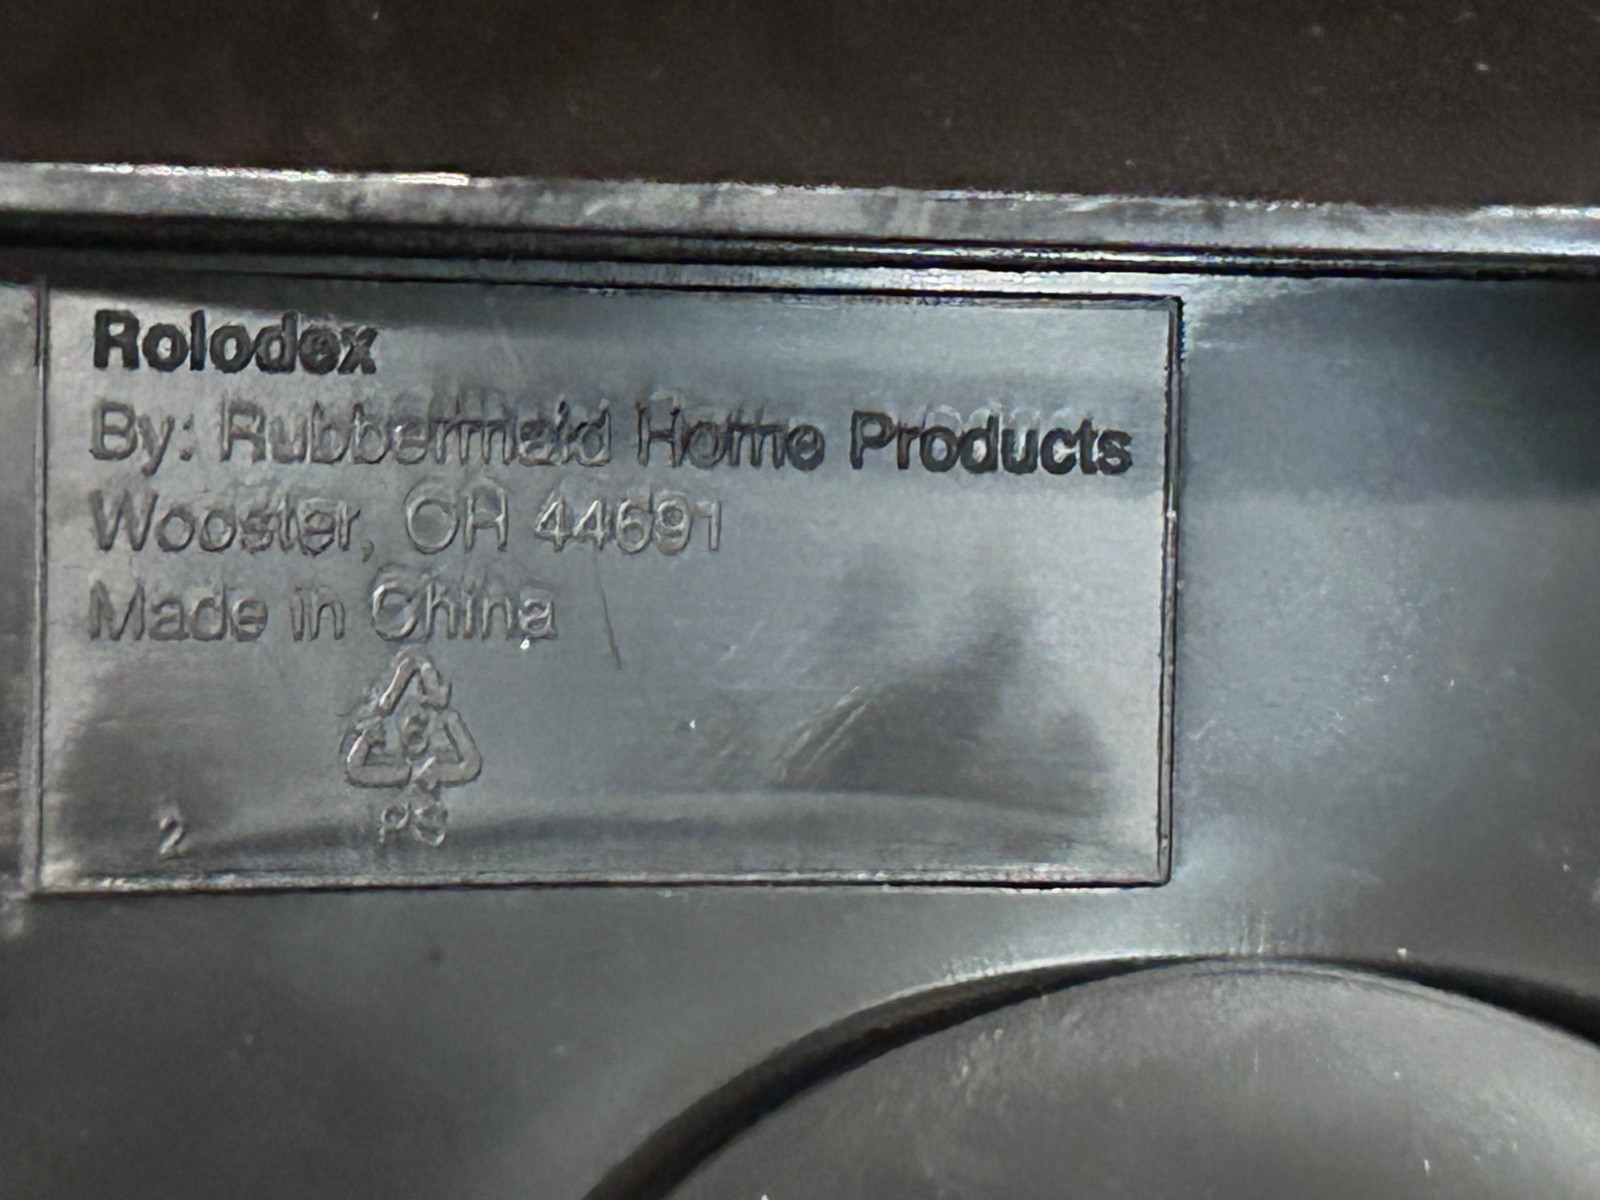 Rolodex
By: Rubbermaid Home Products
Wooster, OH 44691
Made in China
6
PS
2